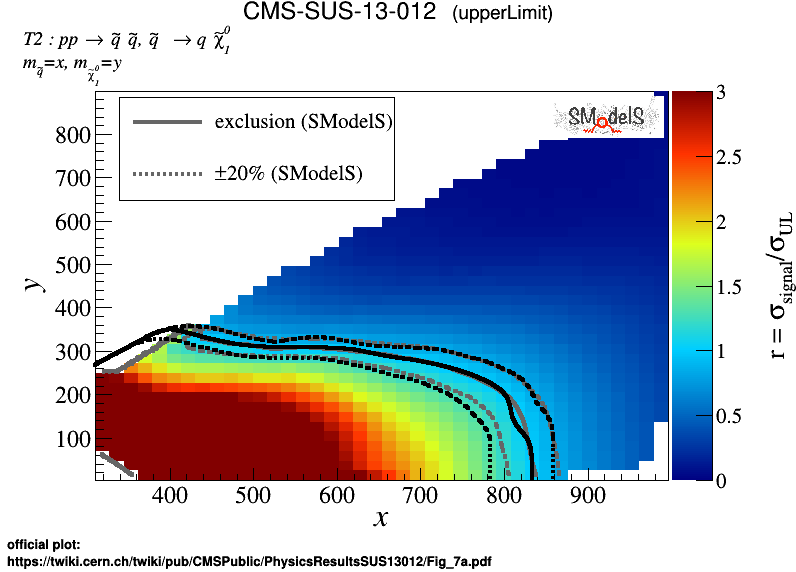 CMS-SUS-13-012 (upperLimit)
T2 : pp → q̃ q̃, q̃ → q χ̃₁⁰
m_q̃=x, m_χ̃₁⁰=y
exclusion (SModelS)
±20% (SModelS)
SModelS
800
700
600
500
400
300
200
100
y
400 500 600 700 800 900
x
3
2.5
2
1.5
1
0.5
0
r = σ_signal/σ_UL
official plot:
https://twiki.cern.ch/twiki/pub/CMSPublic/PhysicsResultsSUS13012/Fig_7a.pdf